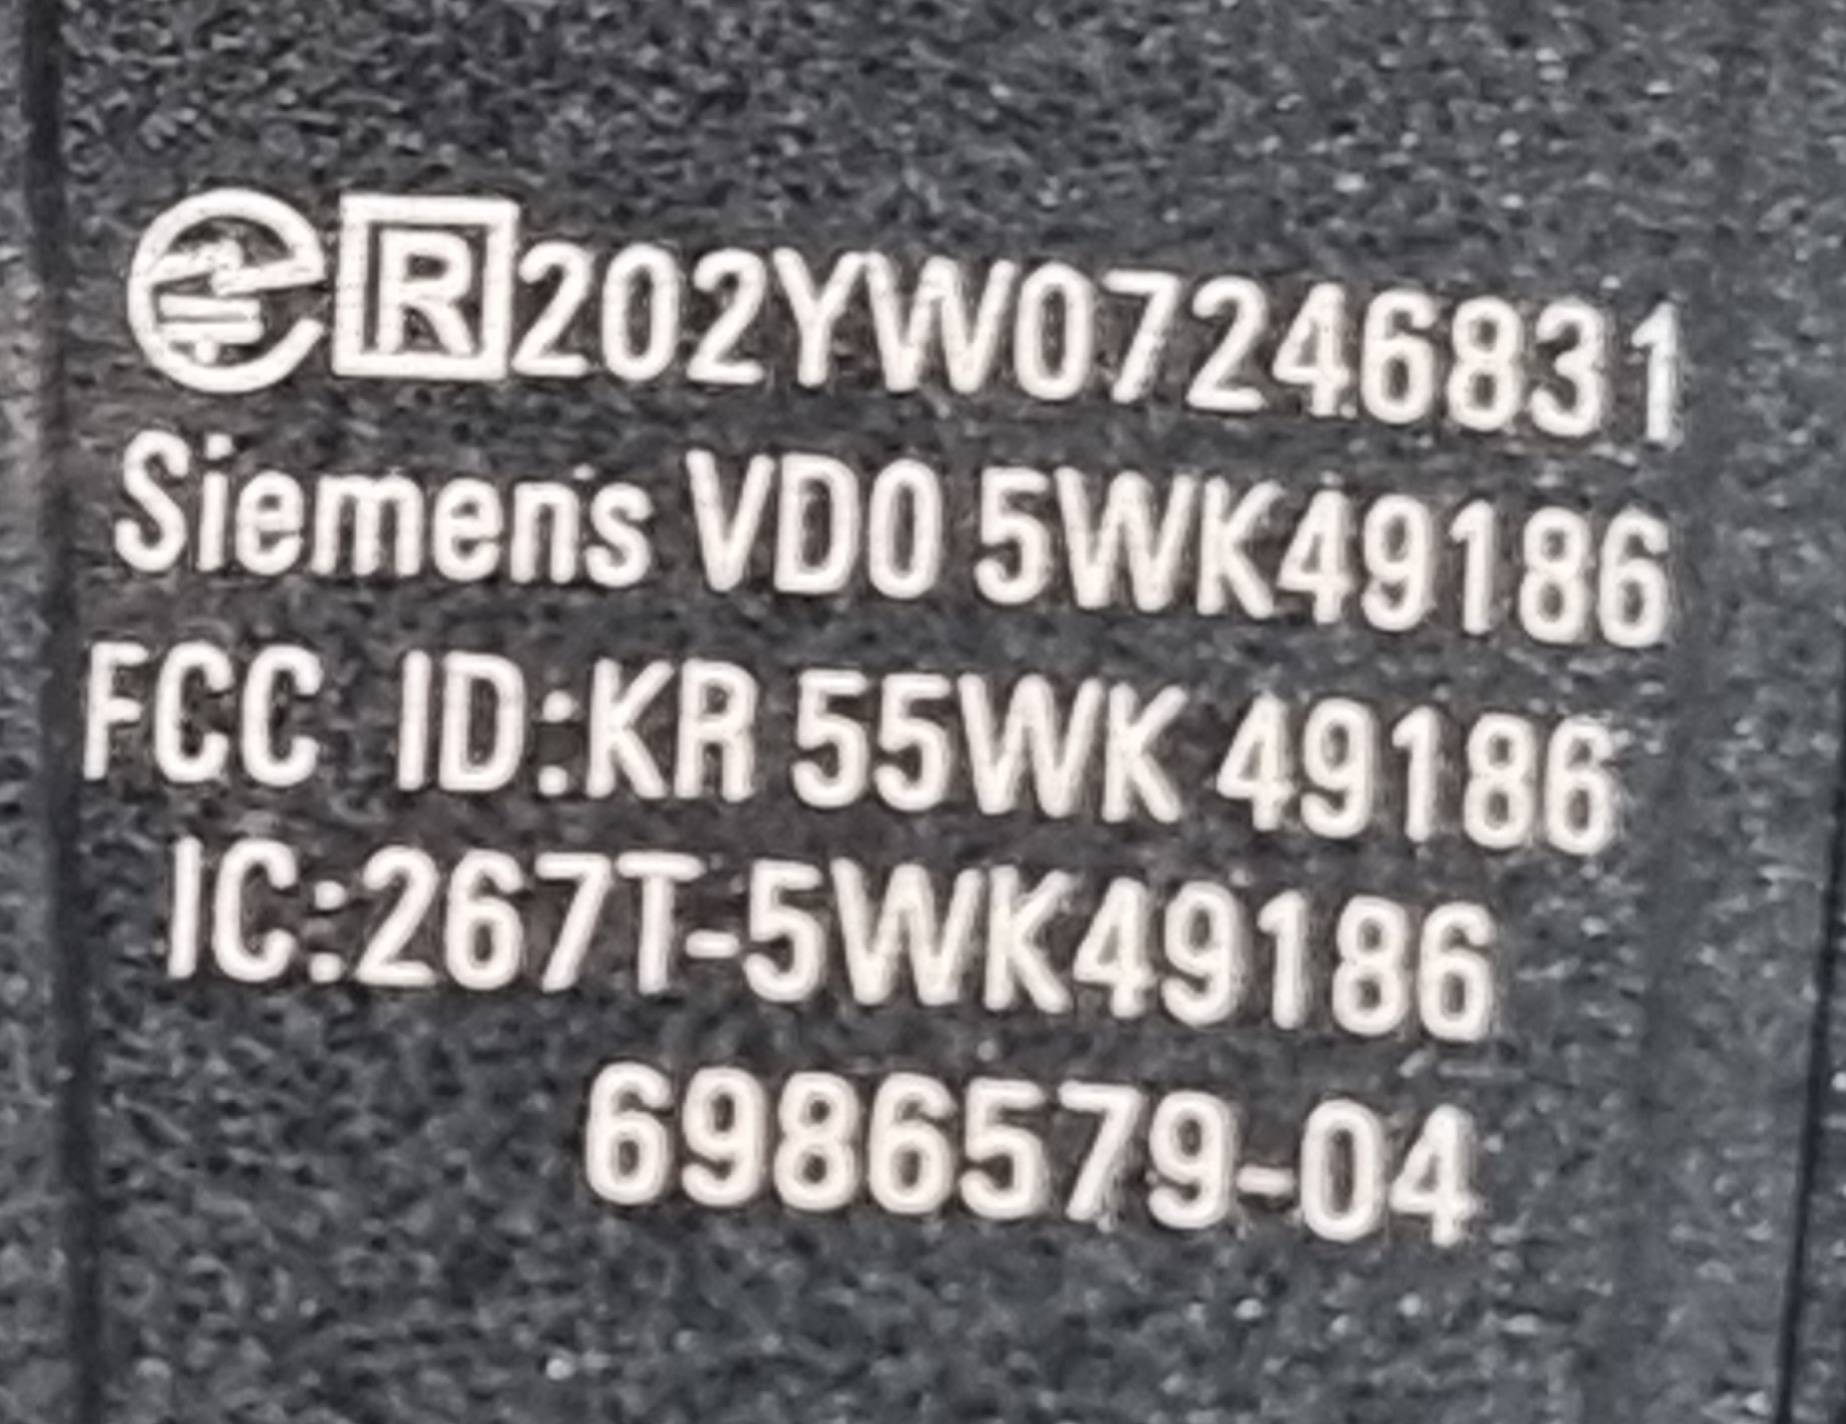 R 202YW07246831
Siemens VDO 5WK49186
FCC ID:KR 55WK 49186
IC:267T-5WK49186
6986579-04